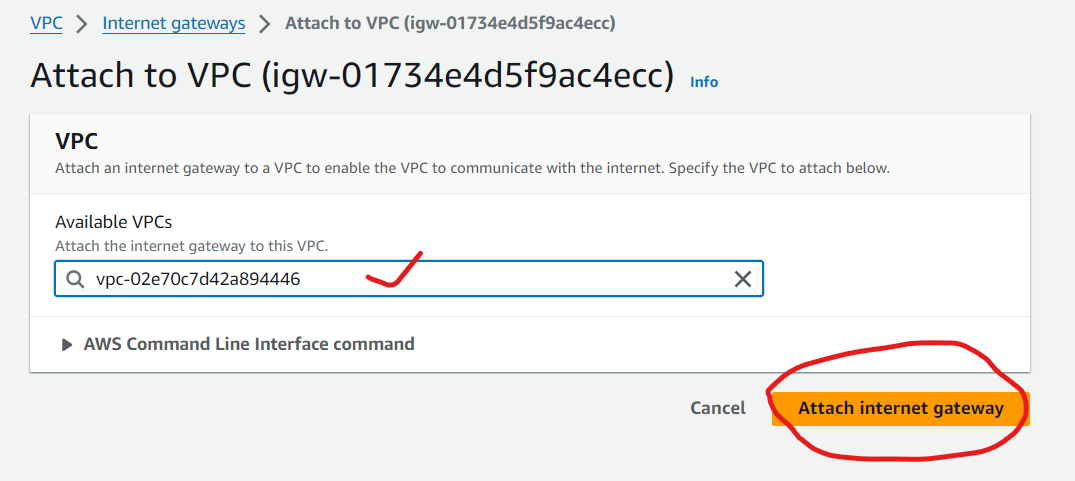 VPC > Internet gateways > Attach to VPC (igw-01734e4d5f9ac4ecc)
Attach to VPC (igw-01734e4d5f9ac4ecc) Info
VPC
Attach an internet gateway to a VPC to enable the VPC to communicate with the internet. Specify the VPC to attach below.
Available VPCs
Attach the internet gateway to this VPC.
vpc-02e70c7d42a894446
AWS Command Line Interface command
Cancel Attach internet gateway